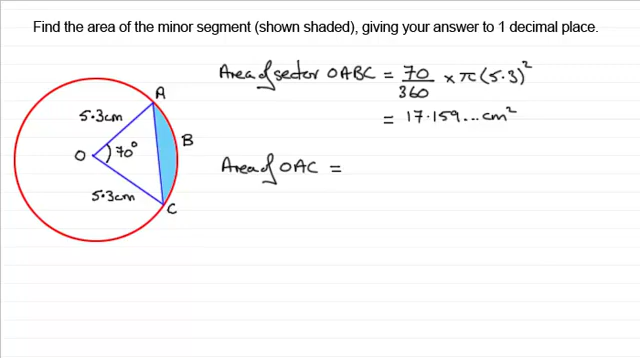 Find the area of the minor segment (shown shaded), giving your answer to 1 decimal place.
Area of sector OABC = 70/360 × π(5.3)²
= 17.159... cm²
Area of OAC =
A
5.3cm
B
O
70°
5.3cm
C